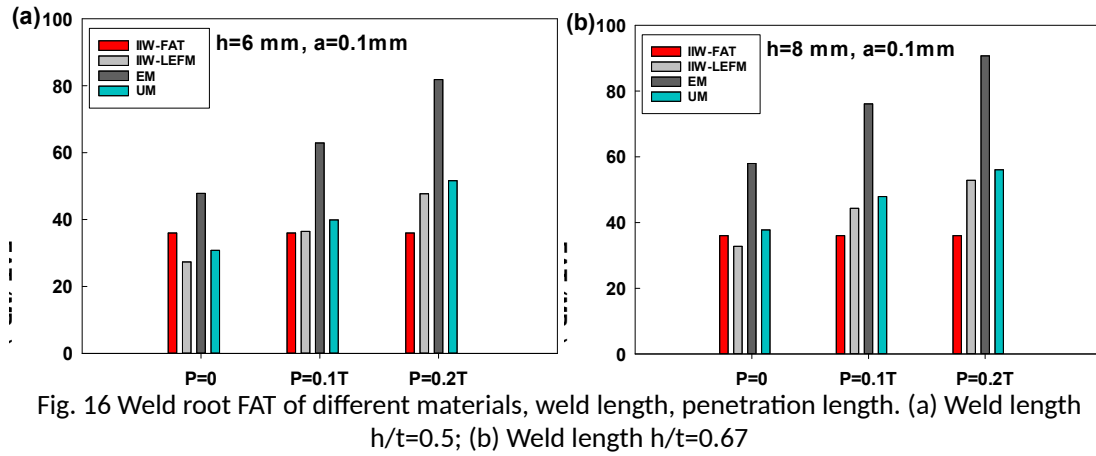 (a)
100
80
60
40
20
0
IIW-FAT
IIW-LEFM
EM
UM
h=6 mm, a=0.1mm
P=0 P=0.1T P=0.2T
(b)
100
80
60
40
20
0
IIW-FAT
IIW-LEFM
EM
UM
h=8 mm, a=0.1mm
P=0 P=0.1T P=0.2T
Fig. 16 Weld root FAT of different materials, weld length, penetration length. (a) Weld length
h/t=0.5; (b) Weld length h/t=0.67